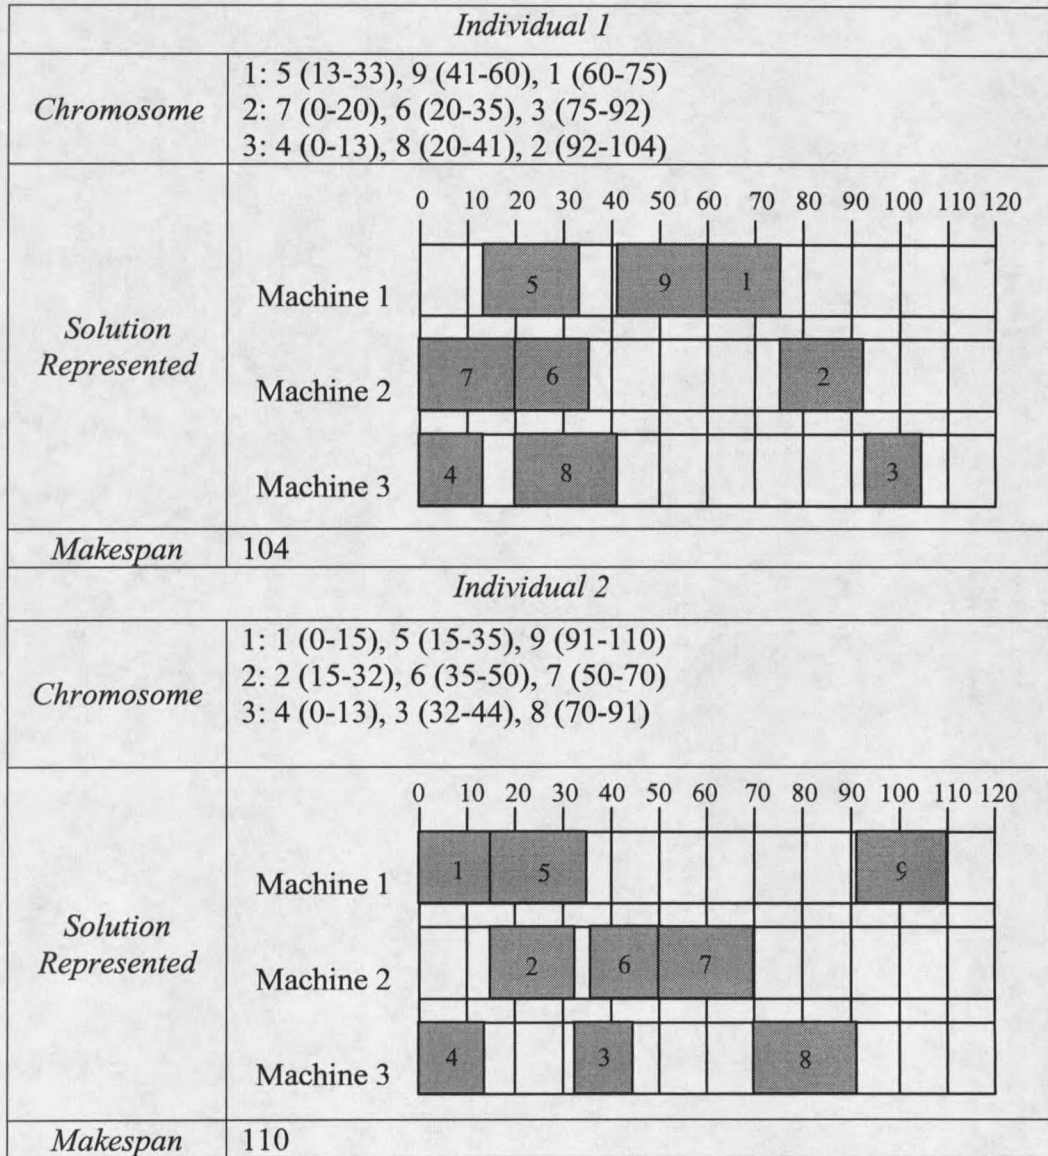 Individual 1
Chromosome
1: 5 (13-33), 9 (41-60), 1 (60-75)
2: 7 (0-20), 6 (20-35), 3 (75-92)
3: 4 (0-13), 8 (20-41), 2 (92-104)
Solution
Represented
0 10 20 30 40 50 60 70 80 90 100 110 120
Machine 1 5 9 1
Machine 2 7 6 2
Machine 3 4 8 3
Makespan 104
Individual 2
Chromosome
1: 1 (0-15), 5 (15-35), 9 (91-110)
2: 2 (15-32), 6 (35-50), 7 (50-70)
3: 4 (0-13), 3 (32-44), 8 (70-91)
Solution
Represented
0 10 20 30 40 50 60 70 80 90 100 110 120
Machine 1 1 5 9
Machine 2 2 6 7
Machine 3 4 3 8
Makespan 110